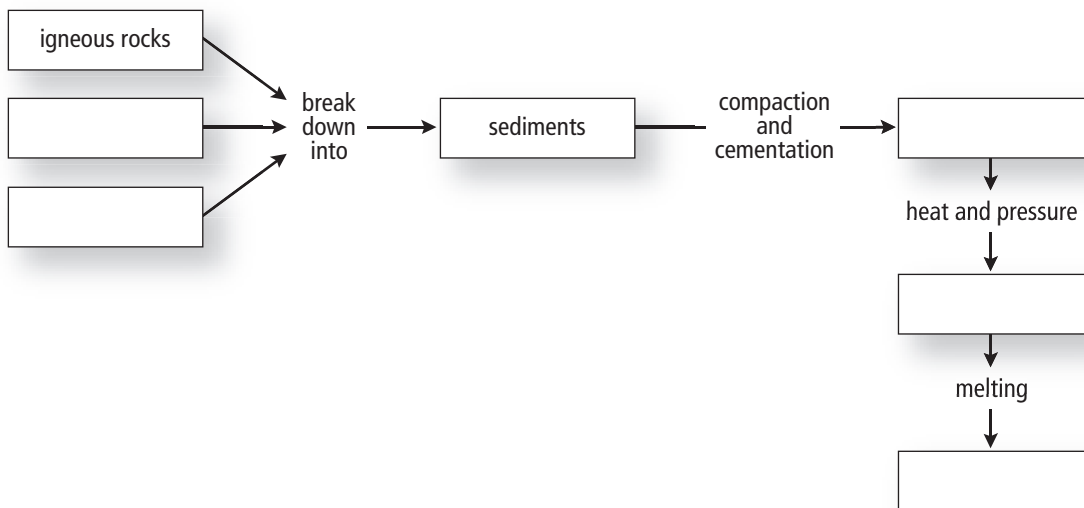 igneous rocks
break
down
into
sediments
compaction
and
cementation
heat and pressure
melting